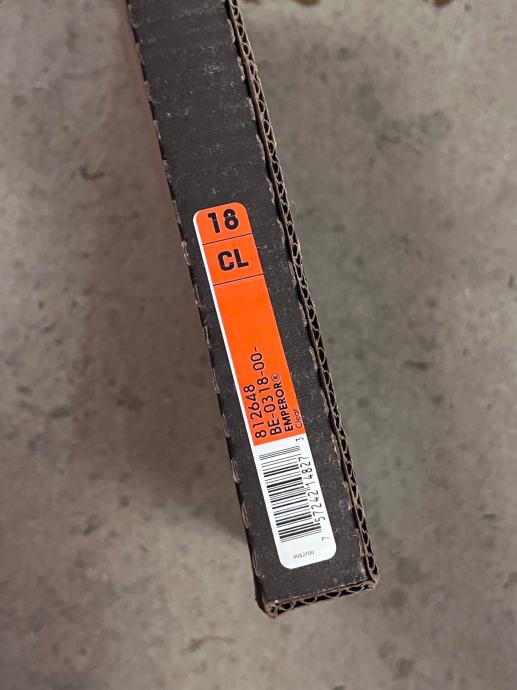 18
CL
812648
BE-0318-00-
EMPEROR®
Clear
7 57242 14827 3